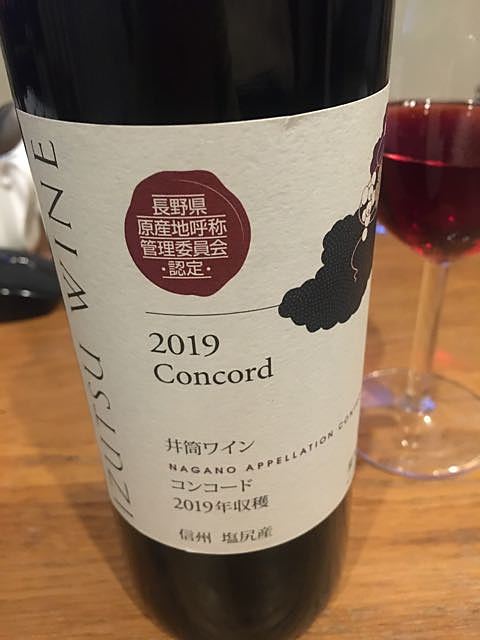 IZUTSU WINE
長野県
原産地呼称
管理委員会
・認定・
2019
Concord
井筒ワイン
NAGANO APPELLATION
コンコード
2019年収穫
信州 塩尻産